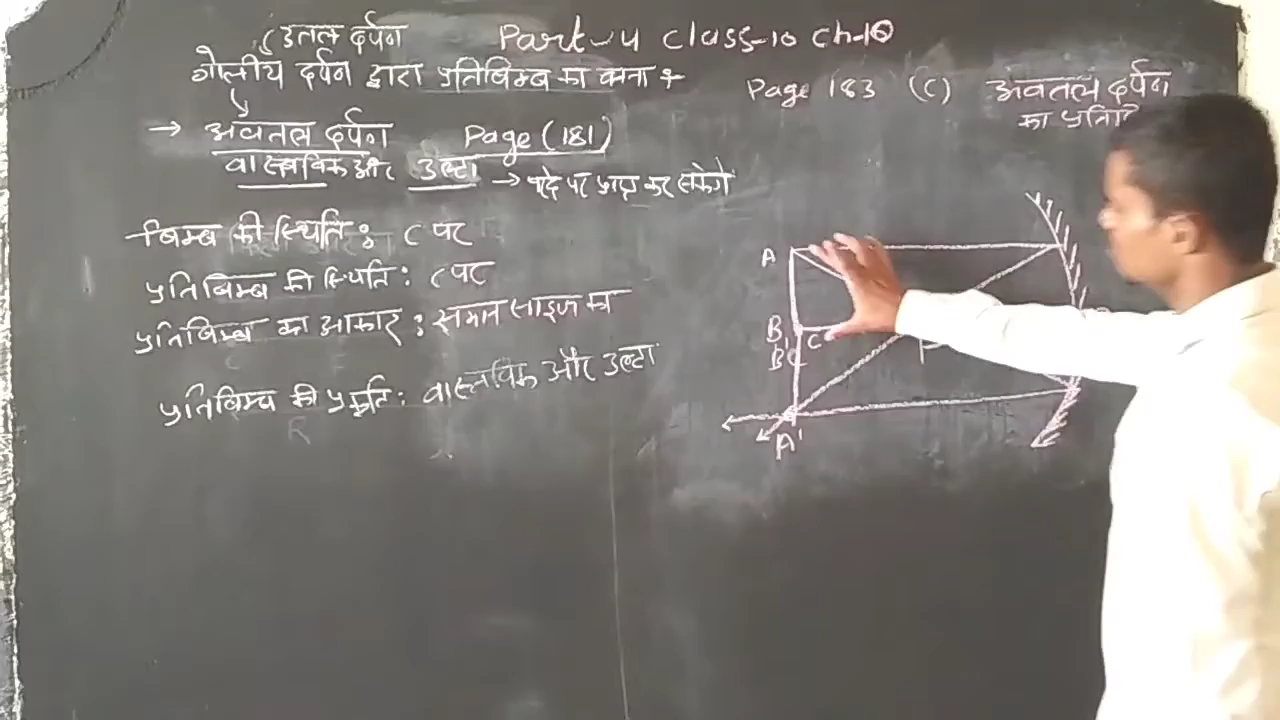 उतल दर्पण
Part-4 Class-10 Ch-10
गोलीय दर्पण द्वारा प्रतिबिम्ब का बनना
→ अवतल दर्पण Page (181)
वास्तविक और उल्टा → पर्दे पर प्राप्त कर सकेंगे
बिम्ब की स्थिति : C पर
प्रतिबिम्ब की स्थिति : C पर
प्रतिबिम्ब का आकार : समान साइज का
प्रतिबिम्ब की प्रकृति : वास्तविक और उल्टा
Page 183 (C) अवतल दर्पण
का
A
B C
B'
A'